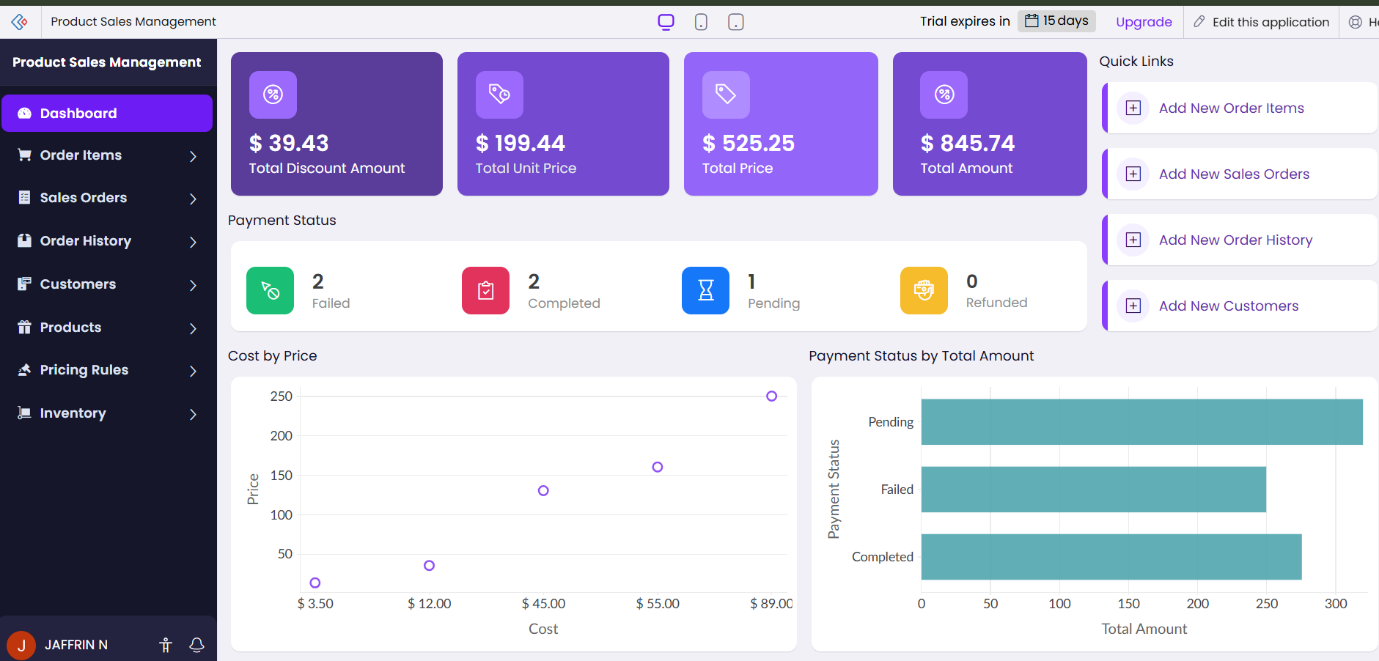 Product Sales Management
Trial expires in 15 days
Upgrade
Edit this application
Product Sales Management
Dashboard
Order Items
Sales Orders
Order History
Customers
Products
Pricing Rules
Inventory
J JAFFRIN N
$ 39.43
Total Discount Amount
$ 199.44
Total Unit Price
$ 525.25
Total Price
$ 845.74
Total Amount
Quick Links
Add New Order Items
Add New Sales Orders
Add New Order History
Add New Customers
Payment Status
2
Failed
2
Completed
1
Pending
0
Refunded
Cost by Price
250
200
150
100
50
Price
$ 3.50 $ 12.00 $ 45.00 $ 55.00 $ 89.00
Cost
Payment Status by Total Amount
Payment Status
Pending
Failed
Completed
0 50 100 150 200 250 300
Total Amount